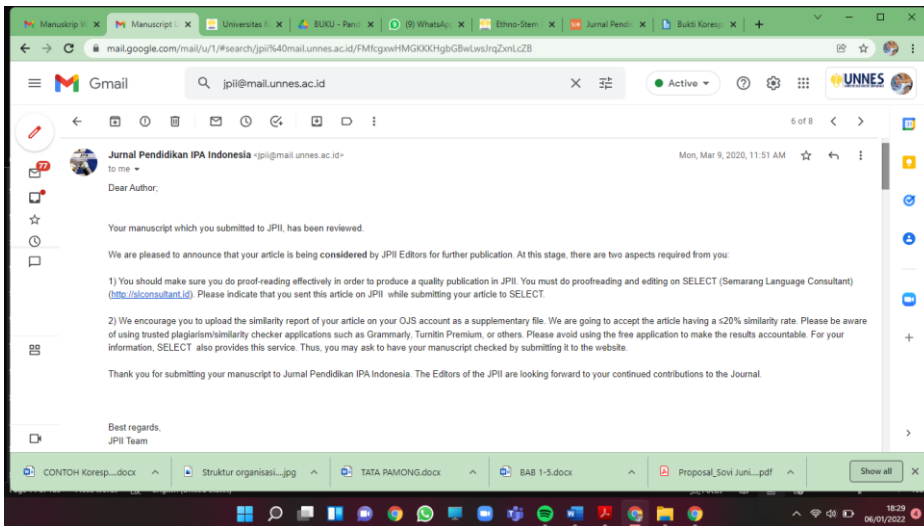 Manuskrip V
Manuscript U
Universitas N
BUKU - Pand
(9) WhatsApp
Ethno-Stem
Jurnal Pendic
Bukti Koresp
mail.google.com/mail/u/1/#search/jpii%40mail.unnes.ac.id/FMfcgxwHMGKKKHgbGBwLwsJrqZxnLcZB
Gmail
jpii@mail.unnes.ac.id
Active
UNNES
6 of 8
77
Jurnal Pendidikan IPA Indonesia <jpii@mail.unnes.ac.id>
Mon, Mar 9, 2020, 11:51 AM
to me
Dear Author;
Your manuscript which you submitted to JPII, has been reviewed.
We are pleased to announce that your article is being considered by JPII Editors for further publication. At this stage, there are two aspects required from you:
1) You should make sure you do proof-reading effectively in order to produce a quality publication in JPII. You must do proofreading and editing on SELECT (Semarang Language Consultant)
(http://slconsultant.id). Please indicate that you sent this article on JPII while submitting your article to SELECT.
2) We encourage you to upload the similarity report of your article on your OJS account as a supplementary file. We are going to accept the article having a ≤20% similarity rate. Please be aware
of using trusted plagiarism/similarity checker applications such as Grammarly, Turnitin Premium, or others. Please avoid using the free application to make the results accountable. For your
information, SELECT also provides this service. Thus, you may ask to have your manuscript checked by submitting it to the website.
Thank you for submitting your manuscript to Jurnal Pendidikan IPA Indonesia. The Editors of the JPII are looking forward to your continued contributions to the Journal.
Best regards,
JPII Team
CONTOH Koresp....docx
Struktur organisasi....jpg
TATA PAMONG.docx
BAB 1-5.docx
Proposal_Sovi Juni....pdf
Show all
18:29
06/01/2022